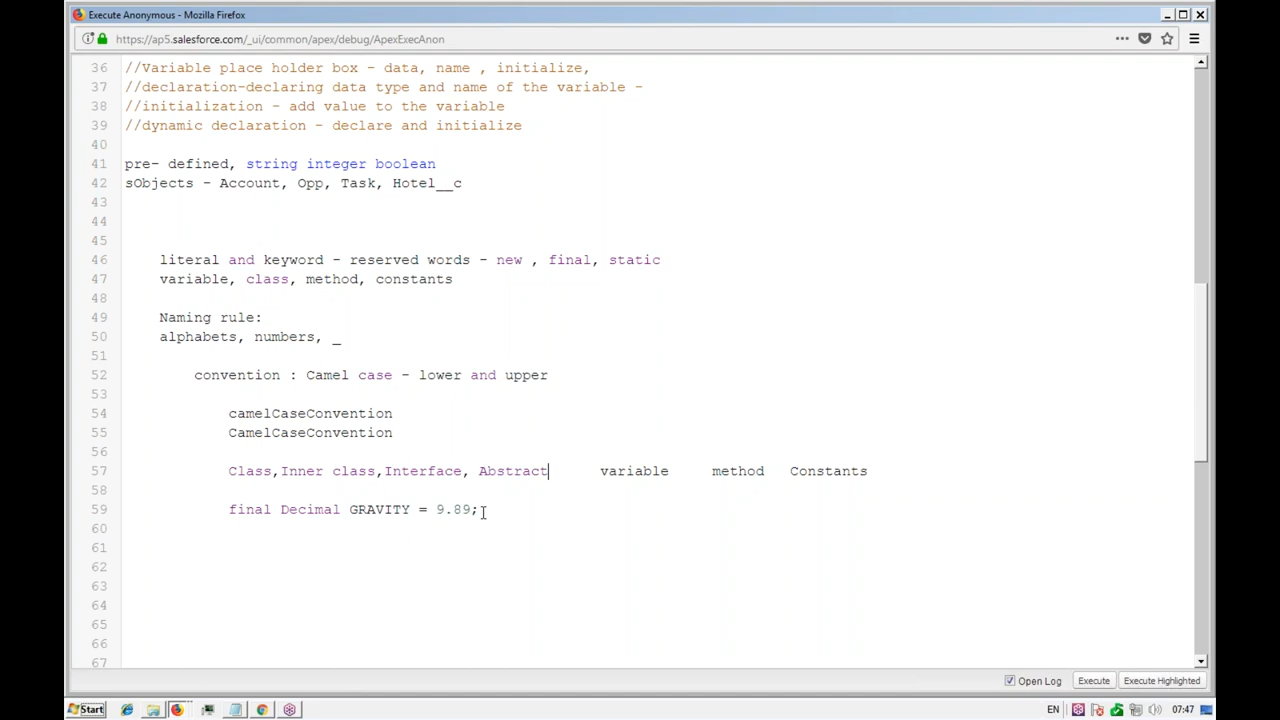 Execute Anonymous - Mozilla Firefox
https://ap5.salesforce.com/_ui/common/apex/debug/ApexExecAnon
36 //Variable place holder box - data, name , initialize,
37 //declaration-declaring data type and name of the variable -
38 //initialization - add value to the variable
39 //dynamic declaration - declare and initialize
40
41 pre- defined, string integer boolean
42 sObjects - Account, Opp, Task, Hotel__c
43
44
45
46 literal and keyword - reserved words - new , final, static
47 variable, class, method, constants
48
49 Naming rule:
50 alphabets, numbers, _
51
52 convention : Camel case - lower and upper
53
54 camelCaseConvention
55 CamelCaseConvention
56
57 Class,Inner class,Interface, Abstract variable method Constants
58
59 final Decimal GRAVITY = 9.89;
60
61
62
63
64
65
66
67
Open Log Execute Execute Highlighted
Start EN 07:47